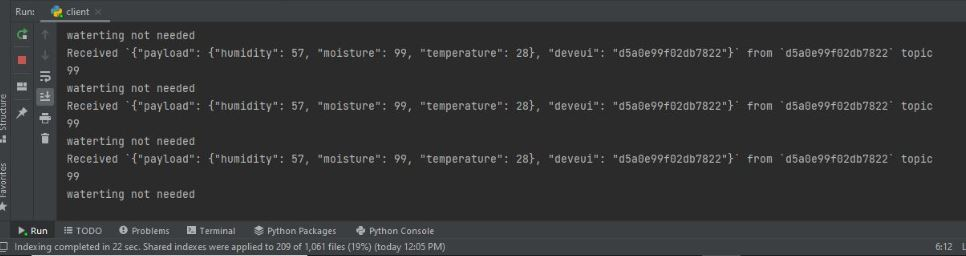 Run:
client
waterting not needed
Received `{"payload": {"humidity": 57, "moisture": 99, "temperature": 28}, "deveui": "d5a0e99f02db7822"}` from `d5a0e99f02db7822` topic
99
waterting not needed
Received `{"payload": {"humidity": 57, "moisture": 99, "temperature": 28}, "deveui": "d5a0e99f02db7822"}` from `d5a0e99f02db7822` topic
99
waterting not needed
Received `{"payload": {"humidity": 57, "moisture": 99, "temperature": 28}, "deveui": "d5a0e99f02db7822"}` from `d5a0e99f02db7822` topic
99
waterting not needed
Structure
Favorites
Run TODO Problems Terminal Python Packages Python Console
Indexing completed in 22 sec. Shared indexes were applied to 209 of 1,061 files (19%) (today 12:05 PM) 6:12